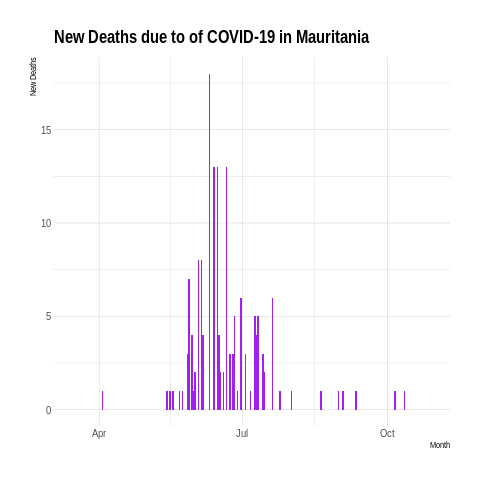 New Deaths due to of COVID-19 in Mauritania
New Deaths
15
10
5
0
Apr Jul Oct
Month